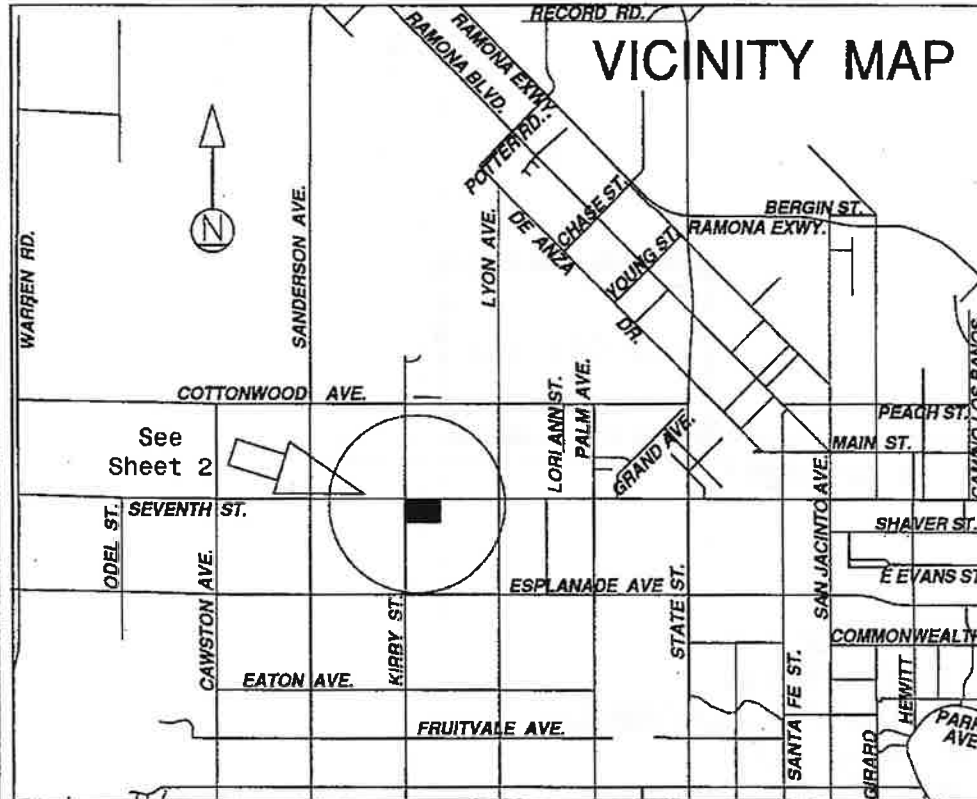 RECORD RD.
VICINITY MAP
RAMONA EXWY.
RAMONA BLVD.
POTTER RD.
CHASE ST.
BERGIN ST.
RAMONA EXWY.
YOUNG ST.
DE ANZA
DR.
N
WARREN RD.
SANDERSON AVE.
LYON AVE.
COTTONWOOD AVE.
LORI ANN ST.
PALM AVE.
GRAND AVE.
PEACH ST.
MAIN ST.
See
Sheet 2
SEVENTH ST.
ODEL ST.
CAWSTON AVE.
KIRBY ST.
ESPLANADE AVE
STATE ST.
SAN JACINTO AVE.
SHAVER ST.
E EVANS ST
COMMONWEALTH
EATON AVE.
FRUITVALE AVE.
SANTA FE ST.
GIRARD
HEWITT
PARK
AVE